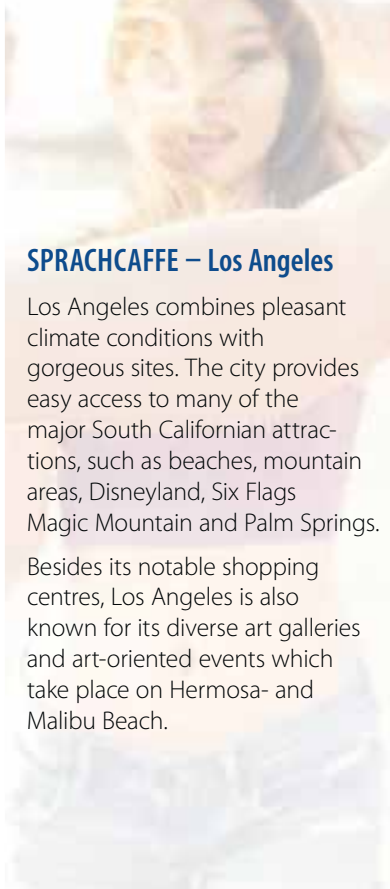 SPRACHCAFFE – Los Angeles
Los Angeles combines pleasant
climate conditions with
gorgeous sites. The city provides
easy access to many of the
major South Californian attrac-
tions, such as beaches, mountain
areas, Disneyland, Six Flags
Magic Mountain and Palm Springs.
Besides its notable shopping
centres, Los Angeles is also
known for its diverse art galleries
and art-oriented events which
take place on Hermosa- and
Malibu Beach.